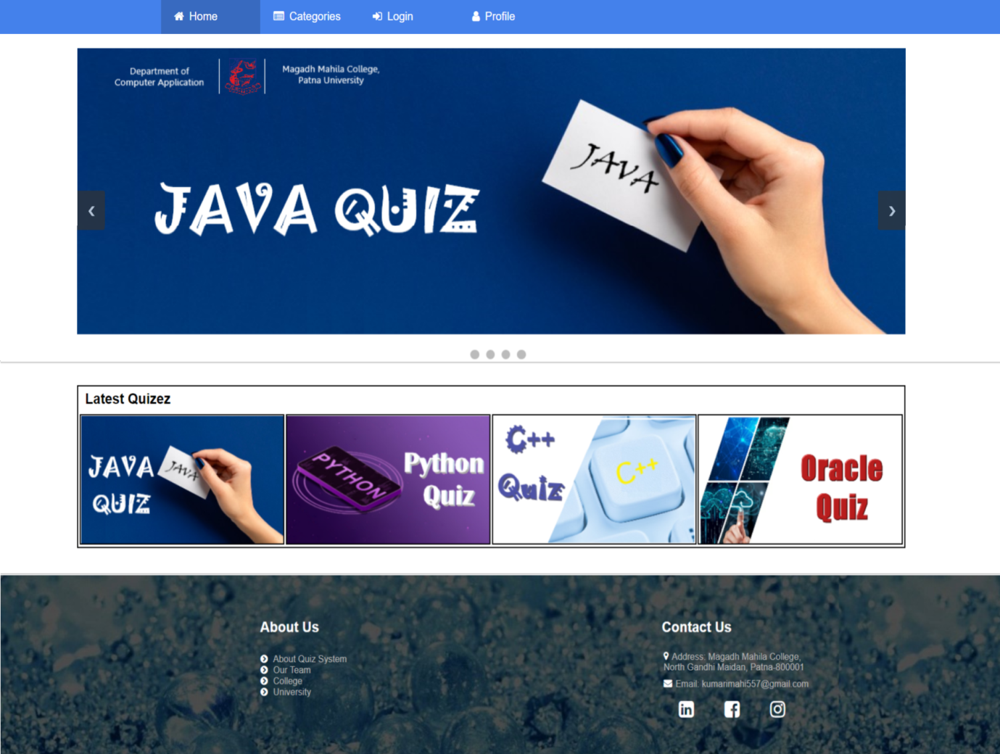 Home Categories Login Profile
Department of
Computer Application
Magadh Mahila College,
Patna University
JAVA QUIZ
JAVA
Latest Quizez
JAVA
QUIZ
JAVA
PYTHON
Python
Quiz
C++
Quiz
C++
Oracle
Quiz
About Us
About Quiz System
Our Team
College
University
Contact Us
Address: Magadh Mahila College,
North Gandhi Maidan, Patna-800001
Email: kumarimahi557@gmail.com